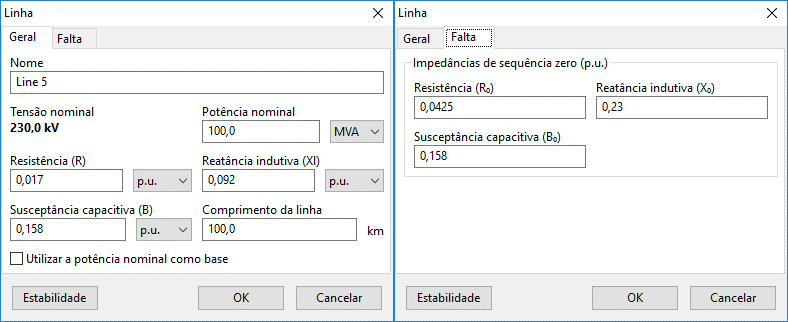 Linha
Geral Falta
Nome
Line 5
Tensão nominal
230,0 kV
Potência nominal
100,0 MVA
Resistência (R) Reatância indutiva (Xl)
0,017 p.u. 0,092 p.u.
Susceptância capacitiva (B) Comprimento da linha
0,158 p.u. 100,0 km
Utilizar a potência nominal como base
Estabilidade OK Cancelar
Linha
Geral Falta
Impedâncias de sequência zero (p.u.)
Resistência (R₀) Reatância indutiva (X₀)
0,0425 0,23
Susceptância capacitiva (B₀)
0,158
Estabilidade OK Cancelar